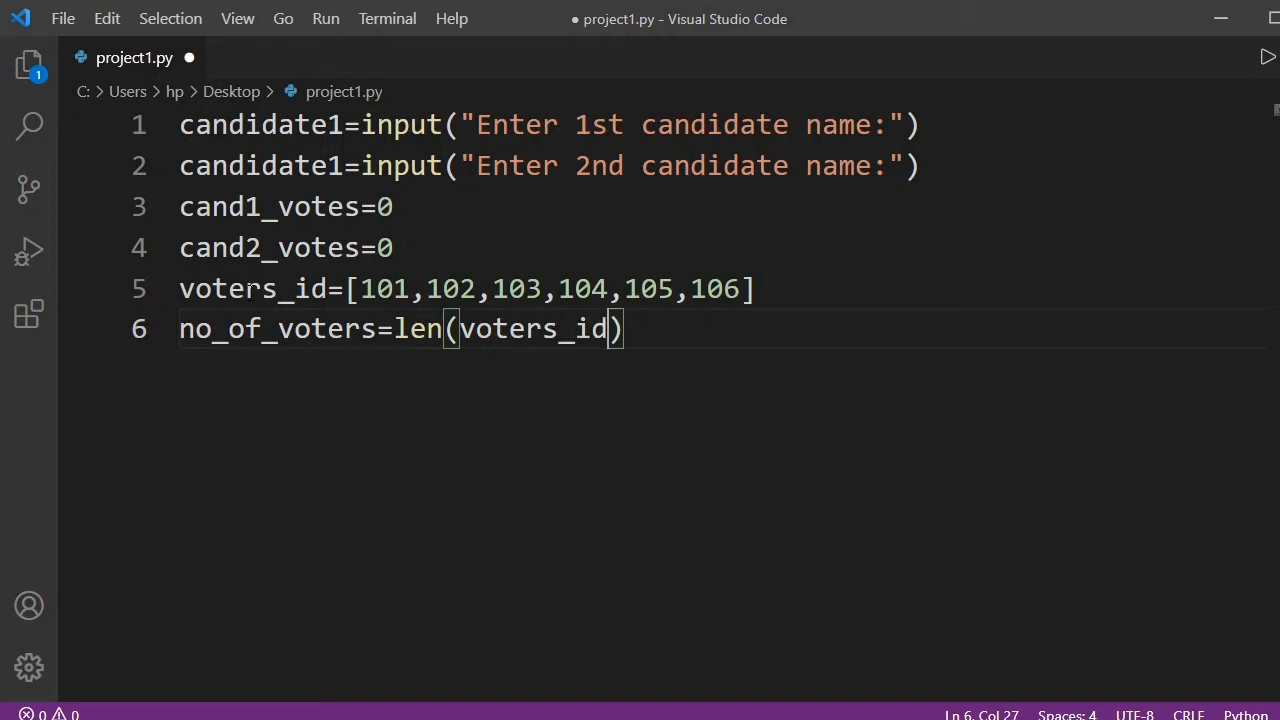 File Edit Selection View Go Run Terminal Help ● project1.py - Visual Studio Code
project1.py
1
C: > Users > hp > Desktop > project1.py
1 candidate1=input("Enter 1st candidate name:")
2 candidate1=input("Enter 2nd candidate name:")
3 cand1_votes=0
4 cand2_votes=0
5 voters_id=[101,102,103,104,105,106]
6 no_of_voters=len(voters_id)
0 0 Ln 6, Col 27 Spaces: 4 UTF-8 CRLF Python